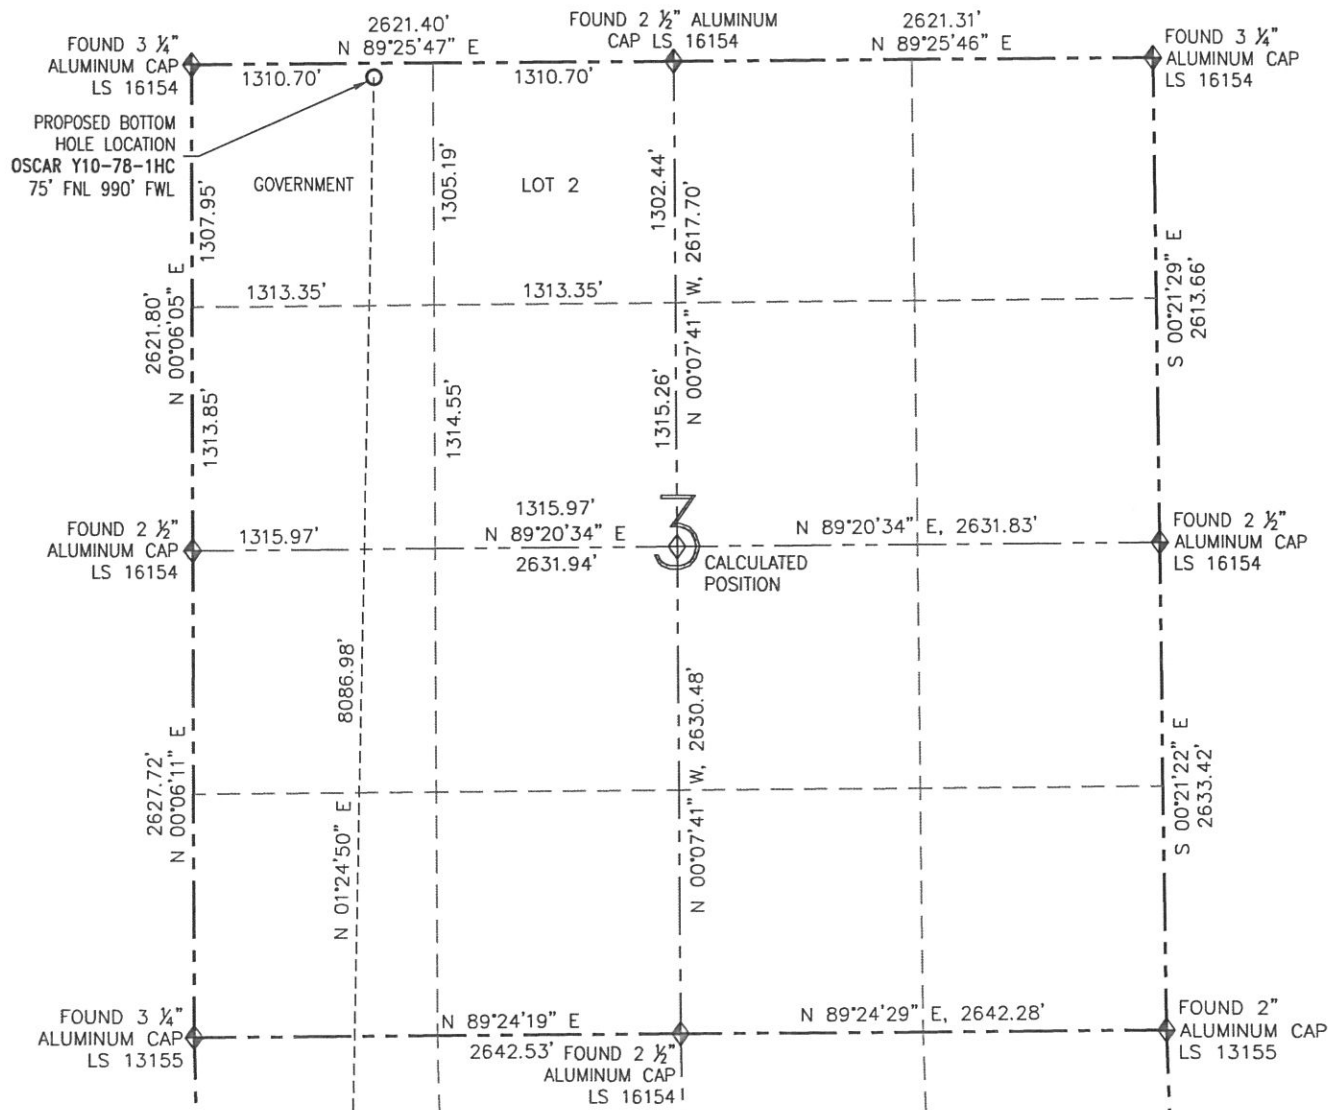 2621.40'
N 89°25'47" E
FOUND 2 ½" ALUMINUM
CAP LS 16154
2621.31'
N 89°25'46" E
FOUND 3 ¼"
ALUMINUM CAP
LS 16154
FOUND 3 ¼"
ALUMINUM CAP
LS 16154
1310.70'
1310.70'
PROPOSED BOTTOM
HOLE LOCATION
OSCAR Y10-78-1HC
75' FNL 990' FWL
GOVERNMENT
LOT 2
1307.95'
1305.19'
1302.44'
N 00°07'41" W, 2617.70'
2621.80'
N 00°06'05" E
S 00°21'29" E
2613.66'
1313.35'
1313.35'
1313.85'
1314.55'
1315.26'
FOUND 2 ½"
ALUMINUM CAP
LS 16154
1315.97'
1315.97'
N 89°20'34" E
2631.94'
3
N 89°20'34" E, 2631.83'
CALCULATED
POSITION
FOUND 2 ½"
ALUMINUM CAP
LS 16154
2627.72'
N 00°06'11" E
8086.98'
N 01°24'50" E
N 00°07'41" W, 2630.48'
S 00°21'22" E
2633.42'
FOUND 3 ¼"
ALUMINUM CAP
LS 13155
N 89°24'19" E
2642.53'
FOUND 2 ½"
ALUMINUM CAP
LS 16154
N 89°24'29" E, 2642.28'
FOUND 2"
ALUMINUM CAP
LS 13155